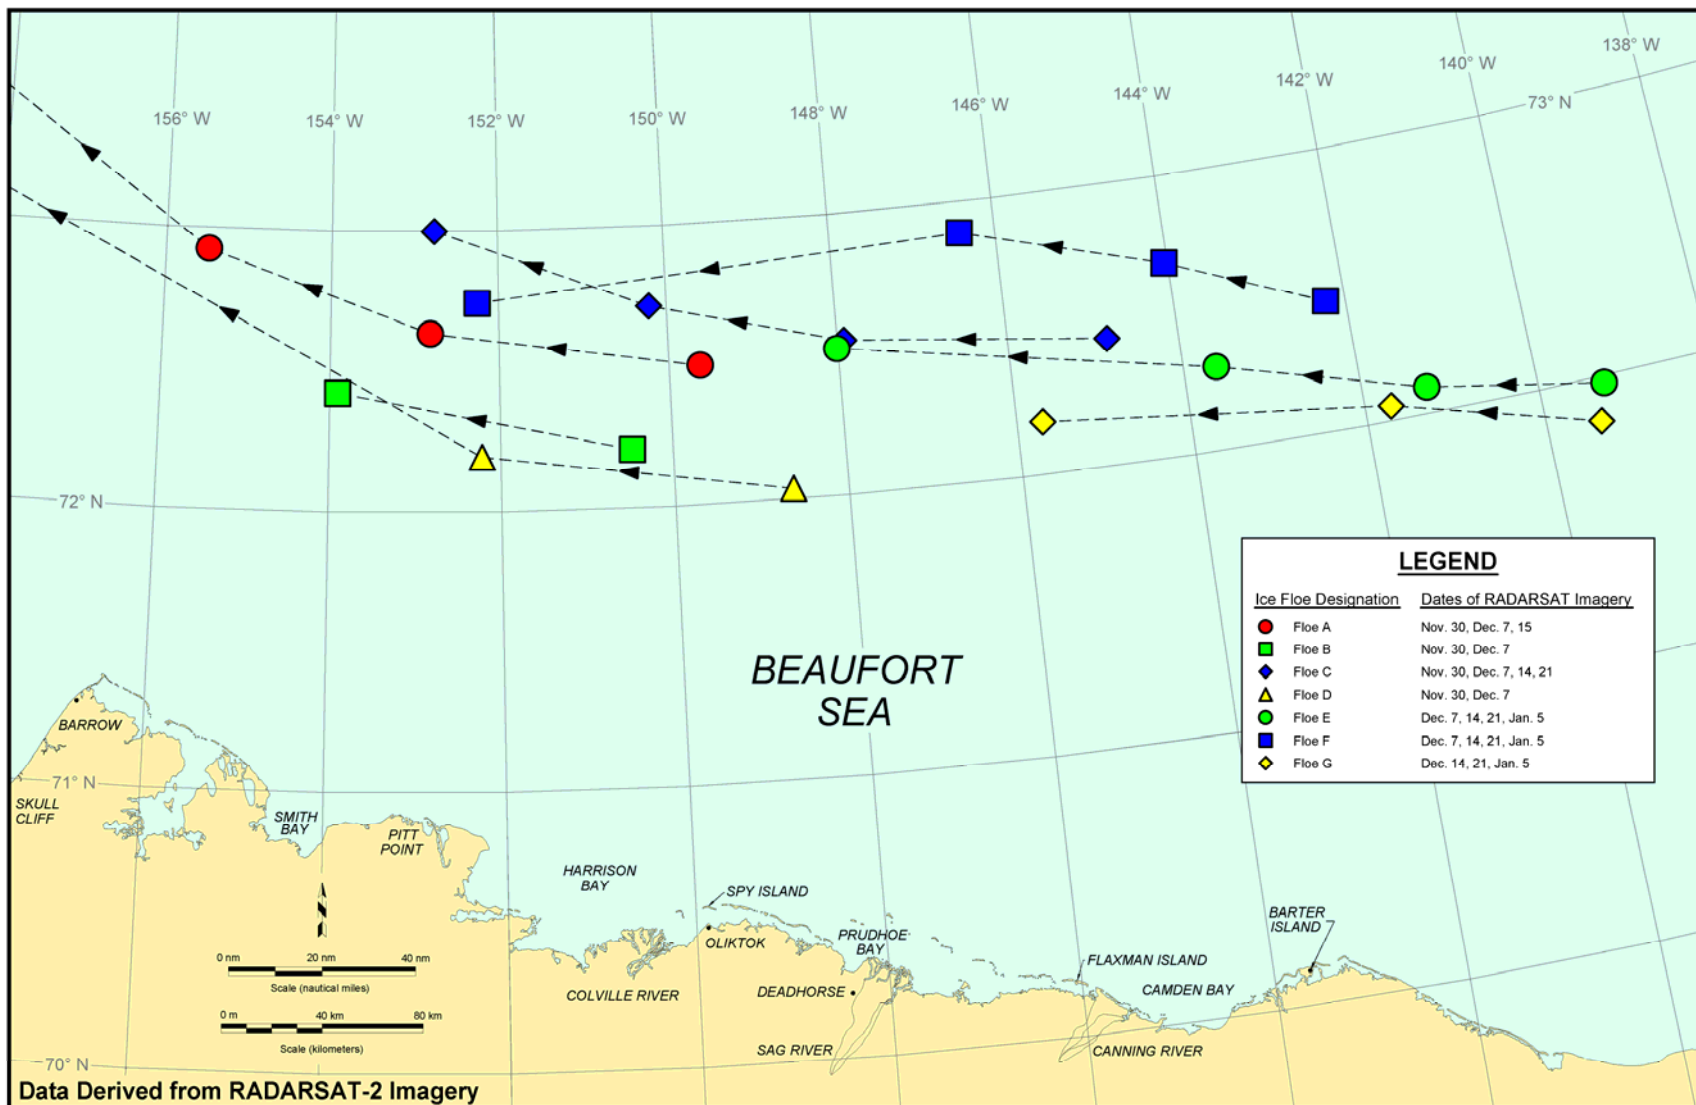 138° W
140° W
142° W
73° N
144° W
146° W
148° W
150° W
152° W
154° W
156° W
72° N
LEGEND
Ice Floe Designation Dates of RADARSAT Imagery
Floe A Nov. 30, Dec. 7, 15
Floe B Nov. 30, Dec. 7
Floe C Nov. 30, Dec. 7, 14, 21
Floe D Nov. 30, Dec. 7
Floe E Dec. 7, 14, 21, Jan. 5
Floe F Dec. 7, 14, 21, Jan. 5
Floe G Dec. 14, 21, Jan. 5
BEAUFORT
SEA
BARROW
71° N
SKULL
CLIFF
SMITH
BAY
PITT
POINT
HARRISON
BAY
SPY ISLAND
OLIKTOK
PRUDHOE
BAY
BARTER
ISLAND
FLAXMAN ISLAND
CAMDEN BAY
COLVILLE RIVER
DEADHORSE
SAG RIVER
CANNING RIVER
0 nm 20 nm 40 nm
Scale (nautical miles)
0 m 40 km 80 km
Scale (kilometers)
70° N
Data Derived from RADARSAT-2 Imagery